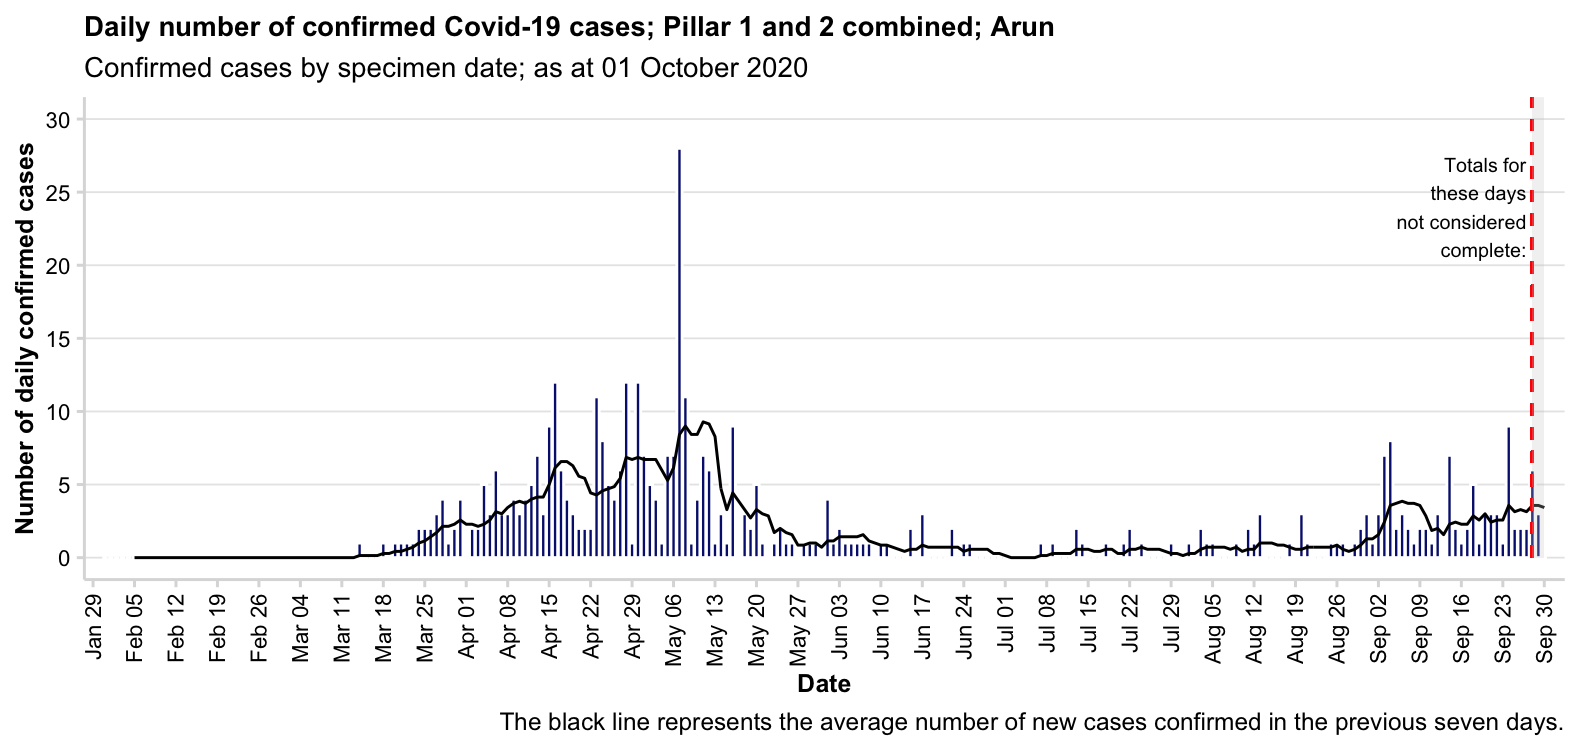 Daily number of confirmed Covid-19 cases; Pillar 1 and 2 combined; Arun
Confirmed cases by specimen date; as at 01 October 2020
Number of daily confirmed cases
30
25
20
15
10
5
0
Totals for
these days
not considered
complete:
Jan 29
Feb 05
Feb 12
Feb 19
Feb 26
Mar 04
Mar 11
Mar 18
Mar 25
Apr 01
Apr 08
Apr 15
Apr 22
Apr 29
May 06
May 13
May 20
May 27
Jun 03
Jun 10
Jun 17
Jun 24
Jul 01
Jul 08
Jul 15
Jul 22
Jul 29
Aug 05
Aug 12
Aug 19
Aug 26
Sep 02
Sep 09
Sep 16
Sep 23
Sep 30
Date
The black line represents the average number of new cases confirmed in the previous seven days.